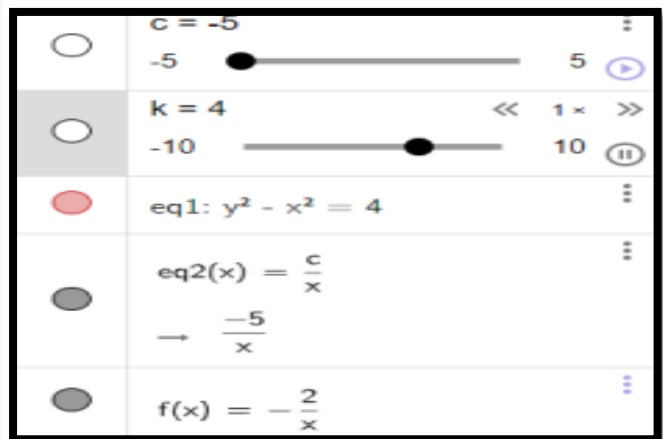 c = -5
-5 5
k = 4 << 1 × >>
-10 10
eq1: y² - x² = 4
eq2(x) = c/x
→ -5/x
f(x) = - 2/x